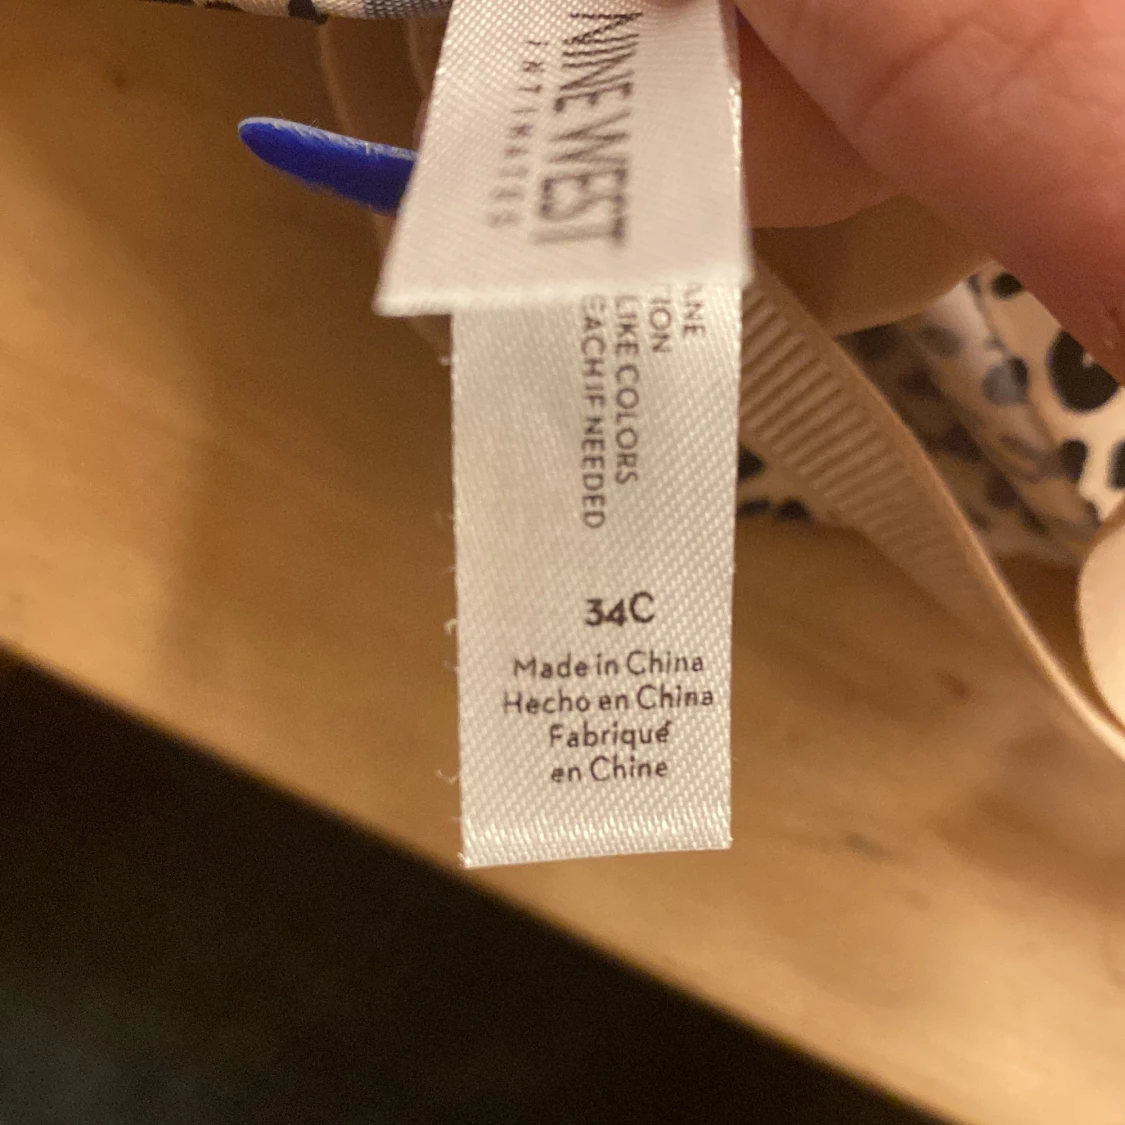 NINE WEST
INTIMATES
LIKE COLORS
EACH IF NEEDED
34C
Made in China
Hecho en China
Fabriqué
en Chine